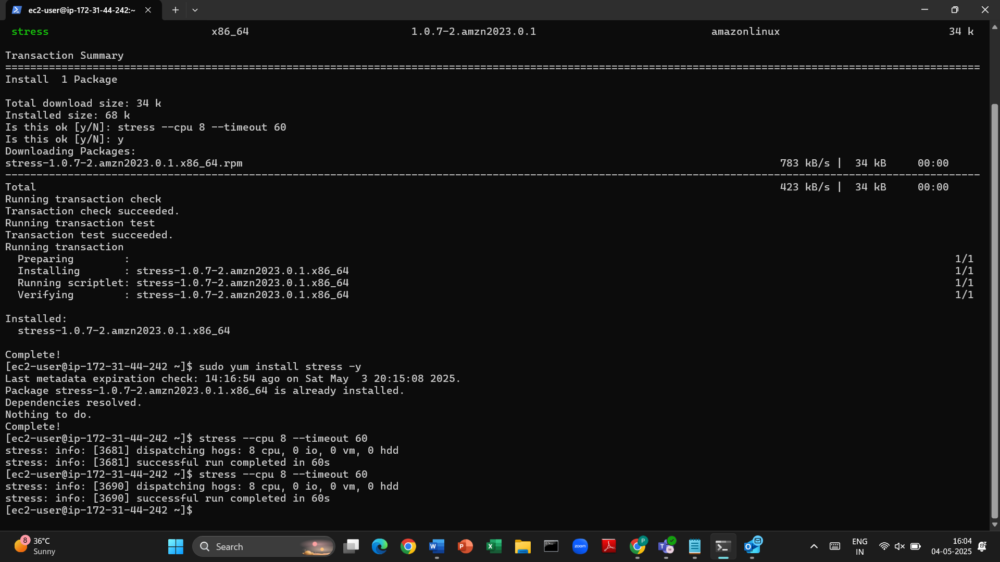 ec2-user@ip-172-31-44-242:~
stress x86_64 1.0.7-2.amzn2023.0.1 amazonlinux 34 k
Transaction Summary
================================================================================
Install  1 Package
Total download size: 34 k
Installed size: 68 k
Is this ok [y/N]: stress --cpu 8 --timeout 60
Is this ok [y/N]: y
Downloading Packages:
stress-1.0.7-2.amzn2023.0.1.x86_64.rpm 783 kB/s |  34 kB     00:00
--------------------------------------------------------------------------------
Total 423 kB/s |  34 kB     00:00
Running transaction check
Transaction check succeeded.
Running transaction test
Transaction test succeeded.
Running transaction
Preparing        : 1/1
Installing       : stress-1.0.7-2.amzn2023.0.1.x86_64 1/1
Running scriptlet: stress-1.0.7-2.amzn2023.0.1.x86_64 1/1
Verifying        : stress-1.0.7-2.amzn2023.0.1.x86_64 1/1
Installed:
stress-1.0.7-2.amzn2023.0.1.x86_64
Complete!
[ec2-user@ip-172-31-44-242 ~]$ sudo yum install stress -y
Last metadata expiration check: 14:16:54 ago on Sat May  3 20:15:08 2025.
Package stress-1.0.7-2.amzn2023.0.1.x86_64 is already installed.
Dependencies resolved.
Nothing to do.
Complete!
[ec2-user@ip-172-31-44-242 ~]$ stress --cpu 8 --timeout 60
stress: info: [3681] dispatching hogs: 8 cpu, 0 io, 0 vm, 0 hdd
stress: info: [3681] successful run completed in 60s
[ec2-user@ip-172-31-44-242 ~]$ stress --cpu 8 --timeout 60
stress: info: [3690] dispatching hogs: 8 cpu, 0 io, 0 vm, 0 hdd
stress: info: [3690] successful run completed in 60s
[ec2-user@ip-172-31-44-242 ~]$
8 36°C
Sunny
Search
zoom
ENG
IN
16:04
04-05-2025